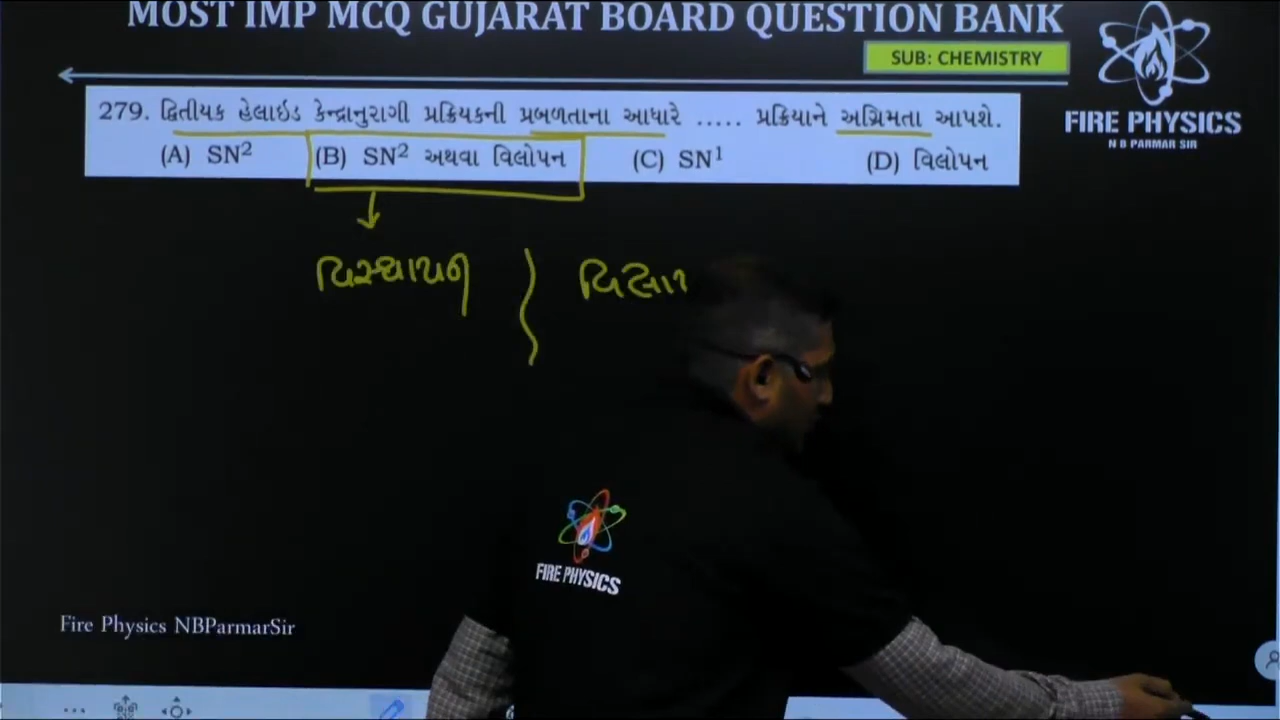 MOST IMP MCQ GUJARAT BOARD QUESTION BANK
SUB: CHEMISTRY
FIRE PHYSICS
N B PARMAR SIR
279. દ્વિતીયક હેલાઇડ કેન્દ્રાનુરાગી પ્રક્રિયકની પ્રબળતાના આધારે ..... પ્રક્રિયાને અગ્રિમતા આપશે.
(A) SN² (B) SN² અથવા વિલોપન (C) SN¹ (D) વિલોપન
વિસ્થાપન
FIRE PHYSICS
Fire Physics NBParmarSir